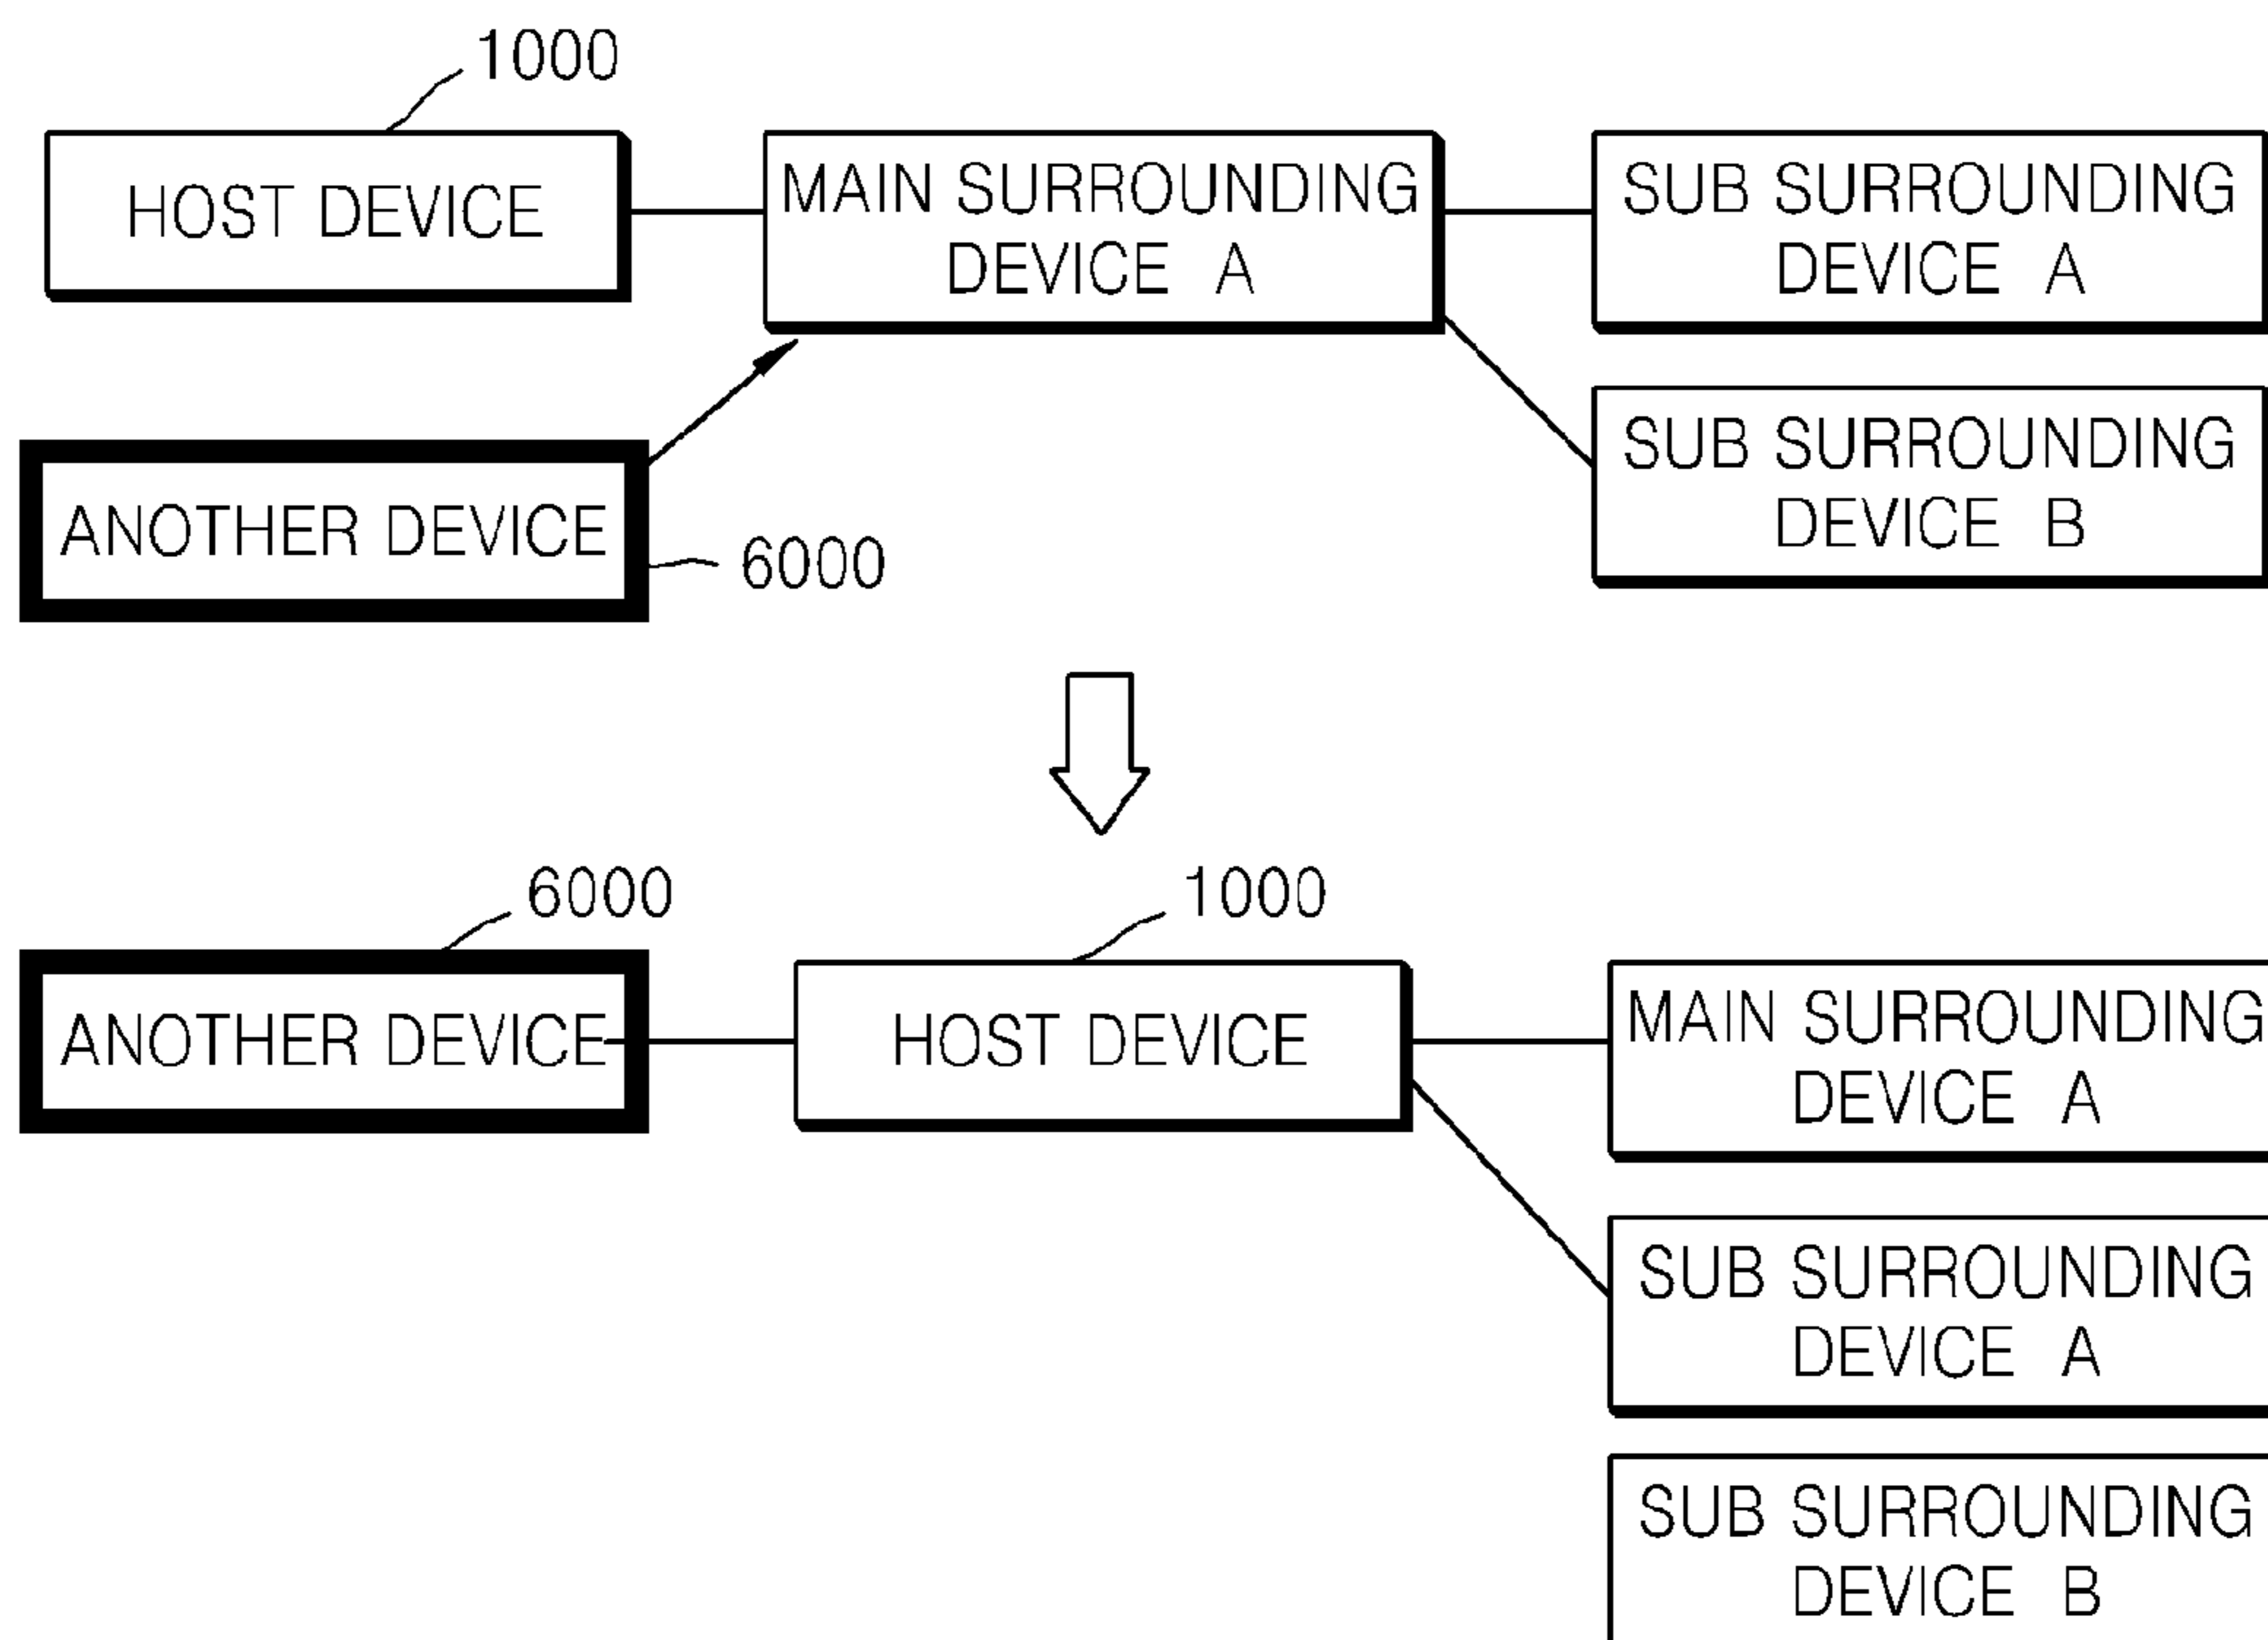 1000
HOST DEVICE
MAIN SURROUNDING
DEVICE A
SUB SURROUNDING
DEVICE A
SUB SURROUNDING
DEVICE B
ANOTHER DEVICE
6000
6000
1000
ANOTHER DEVICE
HOST DEVICE
MAIN SURROUNDING
DEVICE A
SUB SURROUNDING
DEVICE A
SUB SURROUNDING
DEVICE B